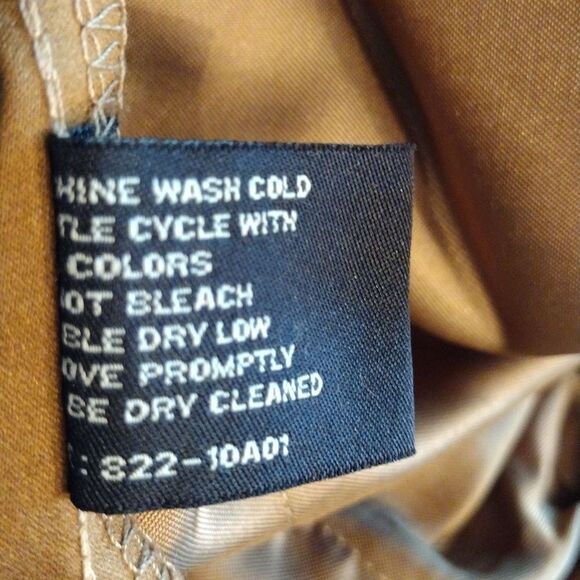 HINE WASH COLD
TLE CYCLE WITH
COLORS
OT BLEACH
BLE DRY LOW
OVE PROMPTLY
BE DRY CLEANED
: 822-10A01